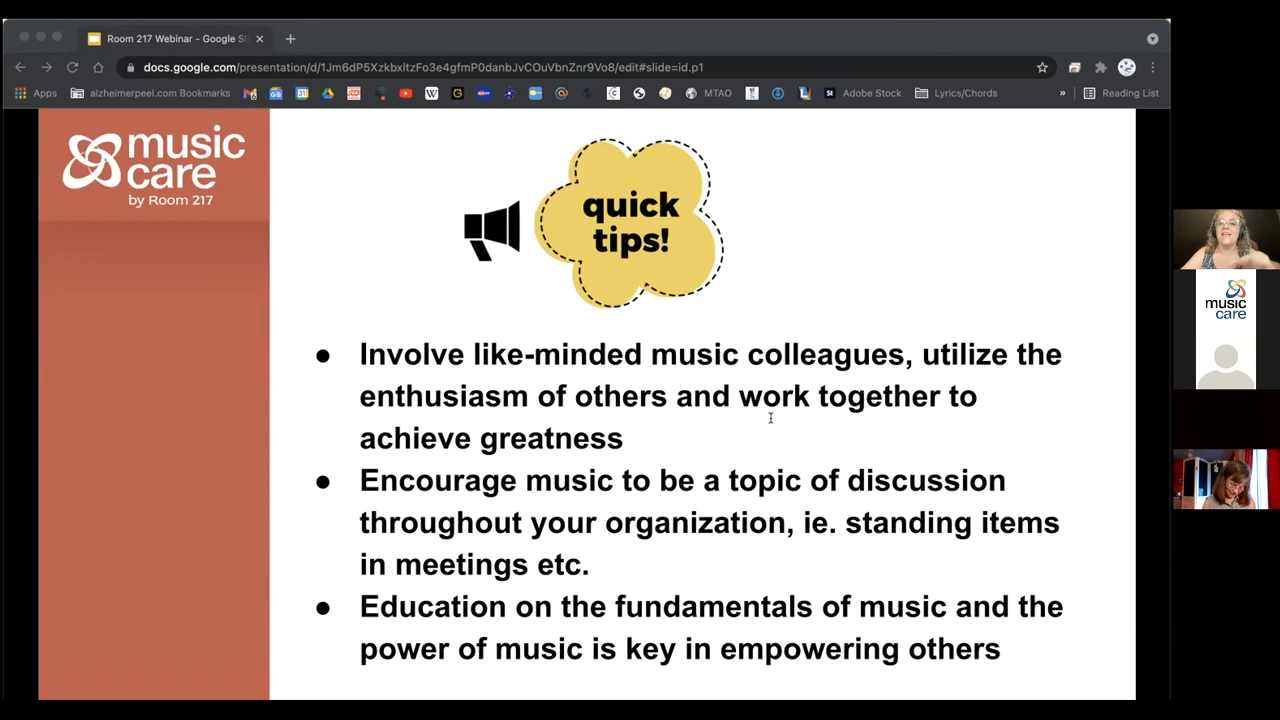 Room 217 Webinar - Google Sl
docs.google.com/presentation/d/1Jm6dP5XzkbxltzFo3e4gfmP0danbJvCOuVbnZnr9Vo8/edit#slide=id.p1
Apps alzheimerpeel.com Bookmarks MTAO Adobe Stock Lyrics/Chords » Reading List
music
care
by Room 217
quick
tips!
● Involve like-minded music colleagues, utilize the
enthusiasm of others and work together to
achieve greatness
● Encourage music to be a topic of discussion
throughout your organization, ie. standing items
in meetings etc.
● Education on the fundamentals of music and the
power of music is key in empowering others
music
care